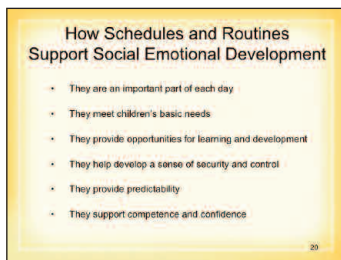 How Schedules and Routines
Support Social Emotional Development
• They are an important part of each day
• They meet children's basic needs
• They provide opportunities for learning and development
• They help develop a sense of security and control
• They provide predictability
• They support competence and confidence
20